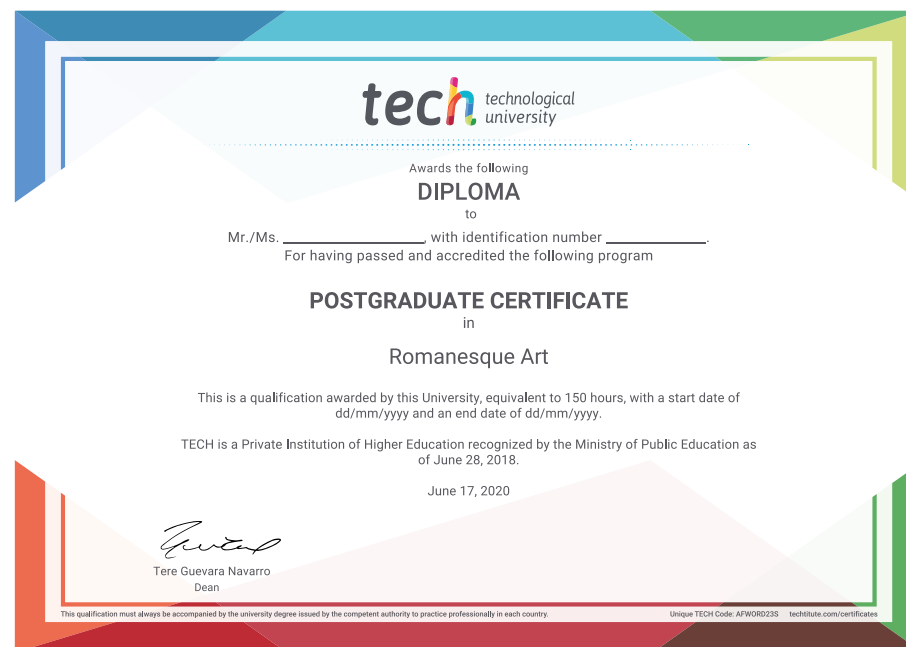 tech technological
university
Awards the following
DIPLOMA
to
Mr./Ms. ____________________, with identification number ______________.
For having passed and accredited the following program
POSTGRADUATE CERTIFICATE
in
Romanesque Art
This is a qualification awarded by this University, equivalent to 150 hours, with a start date of
dd/mm/yyyy and an end date of dd/mm/yyyy.
TECH is a Private Institution of Higher Education recognized by the Ministry of Public Education as
of June 28, 2018.
June 17, 2020
Tere Guevara Navarro
Dean
This qualification must always be accompanied by the university degree issued by the competent authority to practice professionally in each country. Unique TECH Code: AFWORD23S techtitute.com/certificates